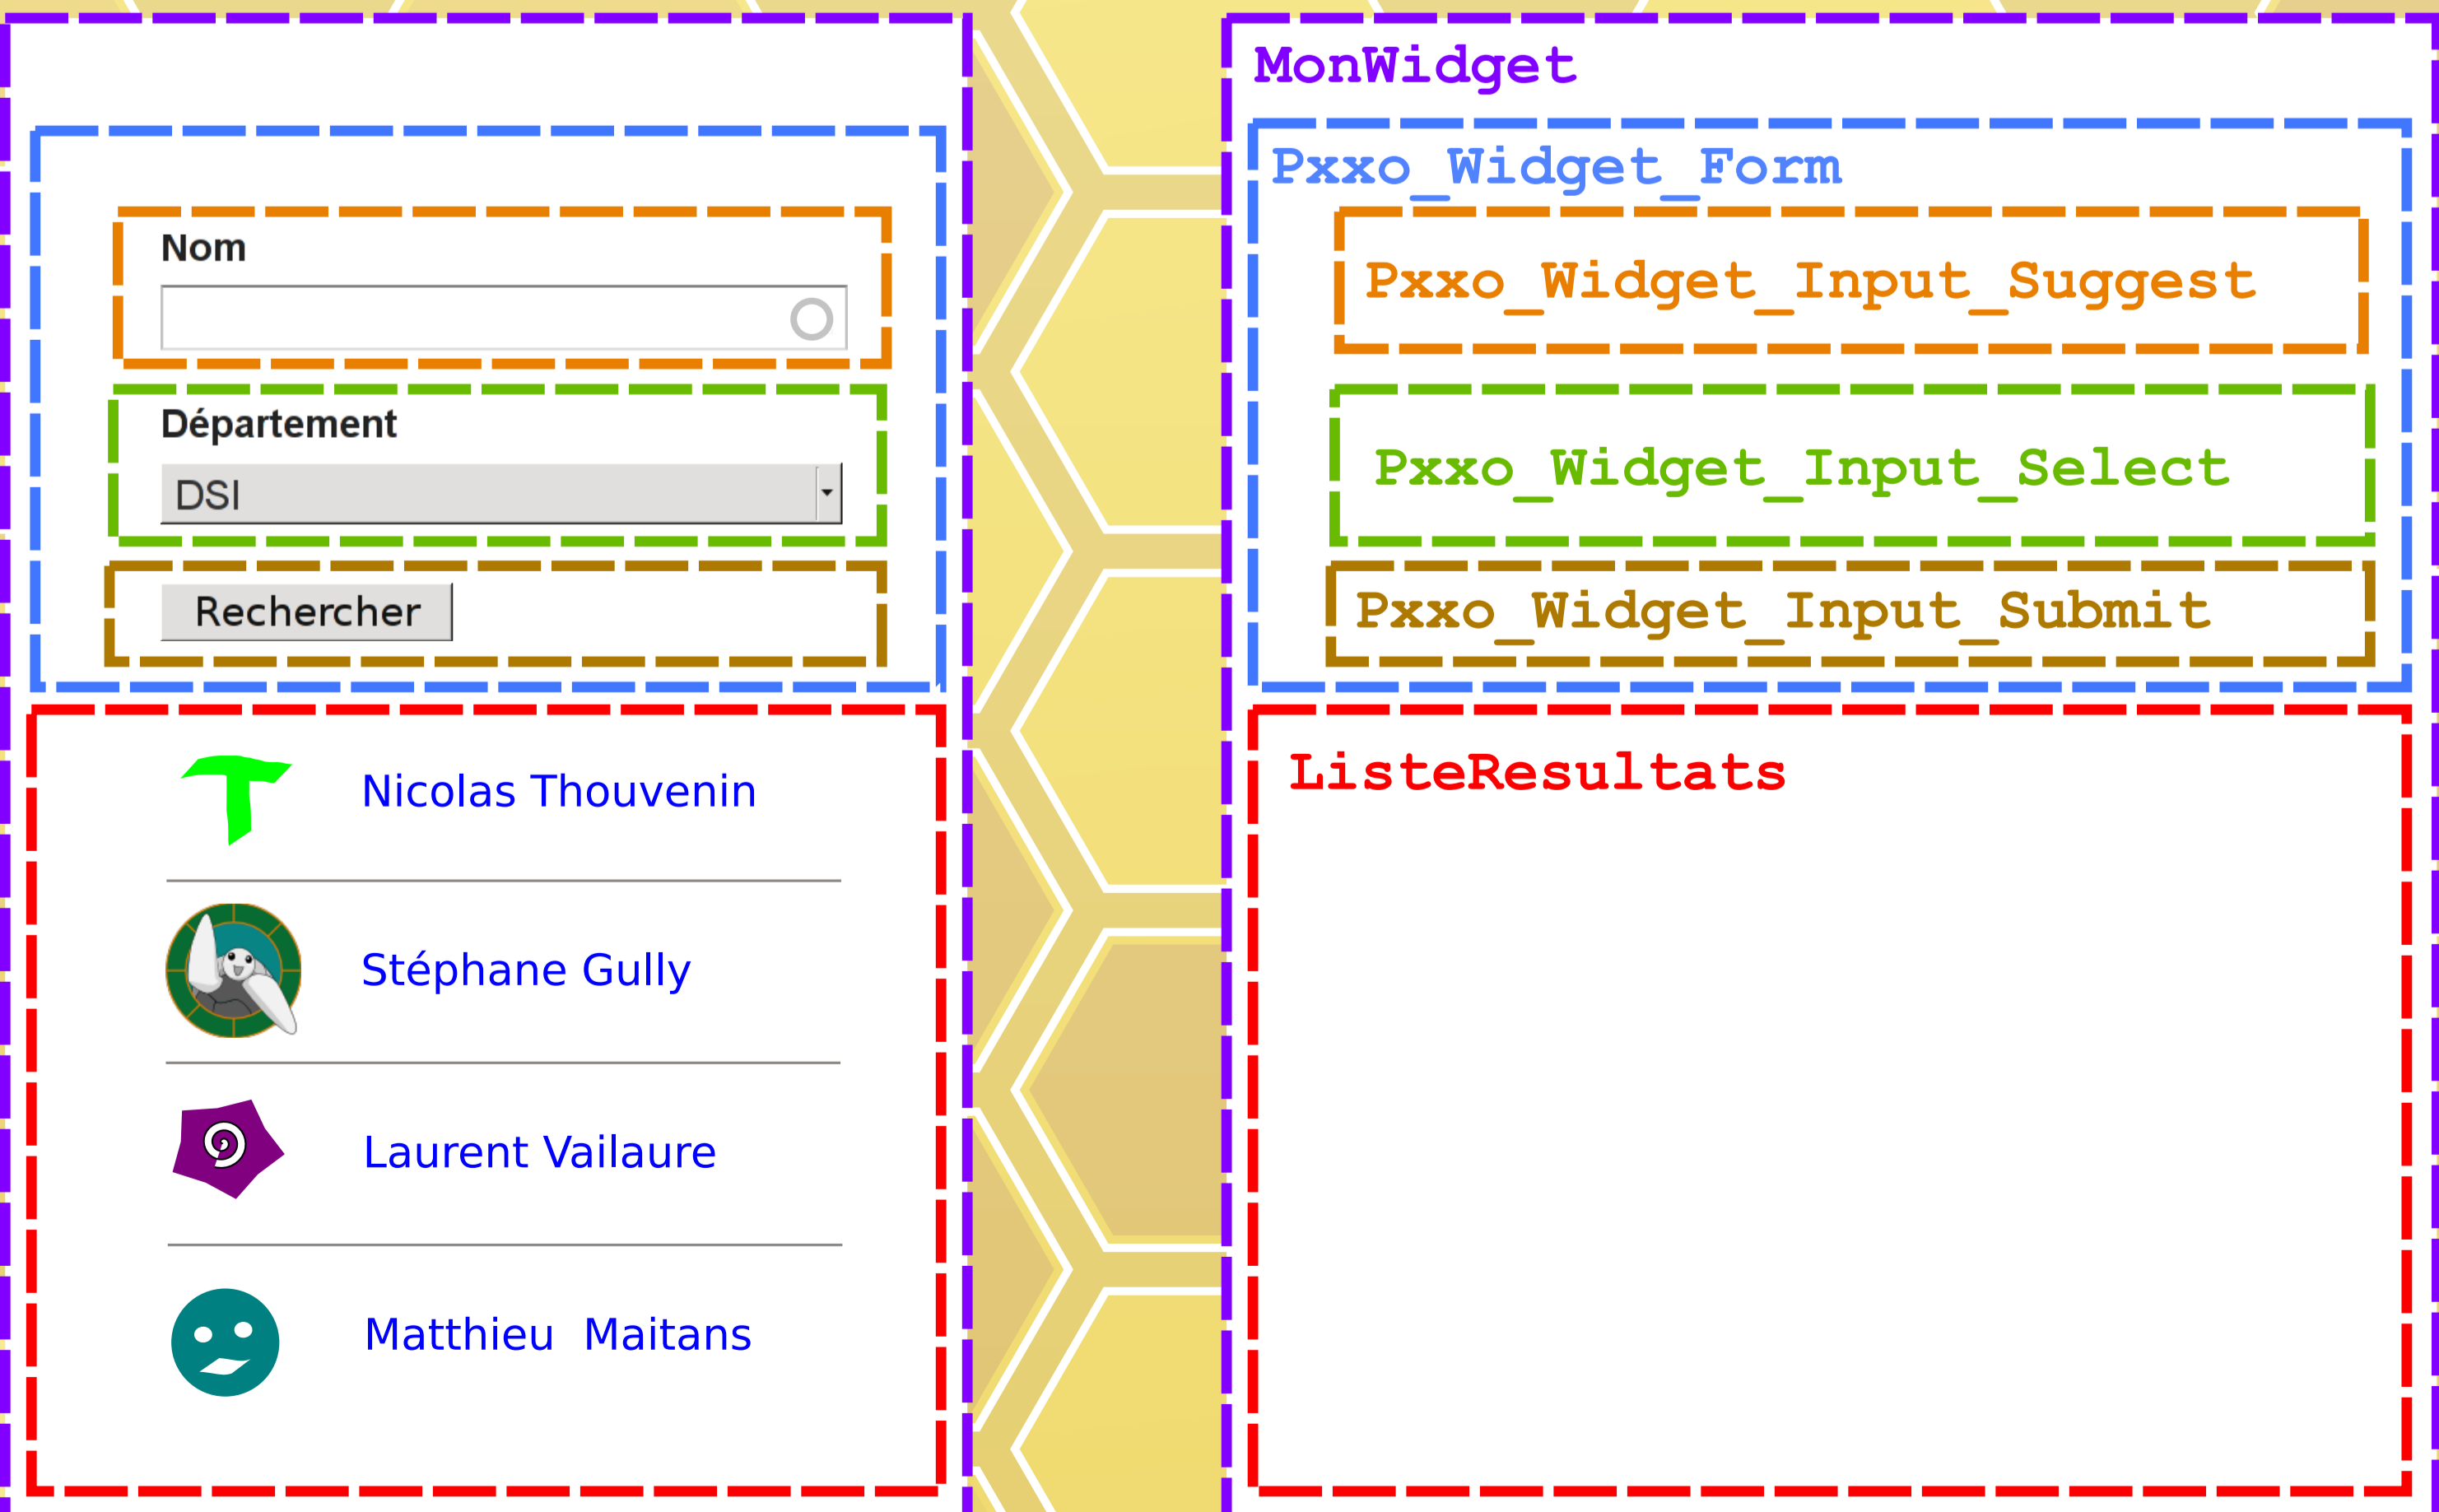 Nom
Département
DSI
Rechercher
Nicolas Thouvenin
Stéphane Gully
Laurent Vailaure
Matthieu Maitans
MonWidget
Pxxo_Widget_Form
Pxxo_Widget_Input_Suggest
Pxxo_Widget_Input_Select
Pxxo_Widget_Input_Submit
ListeResultats